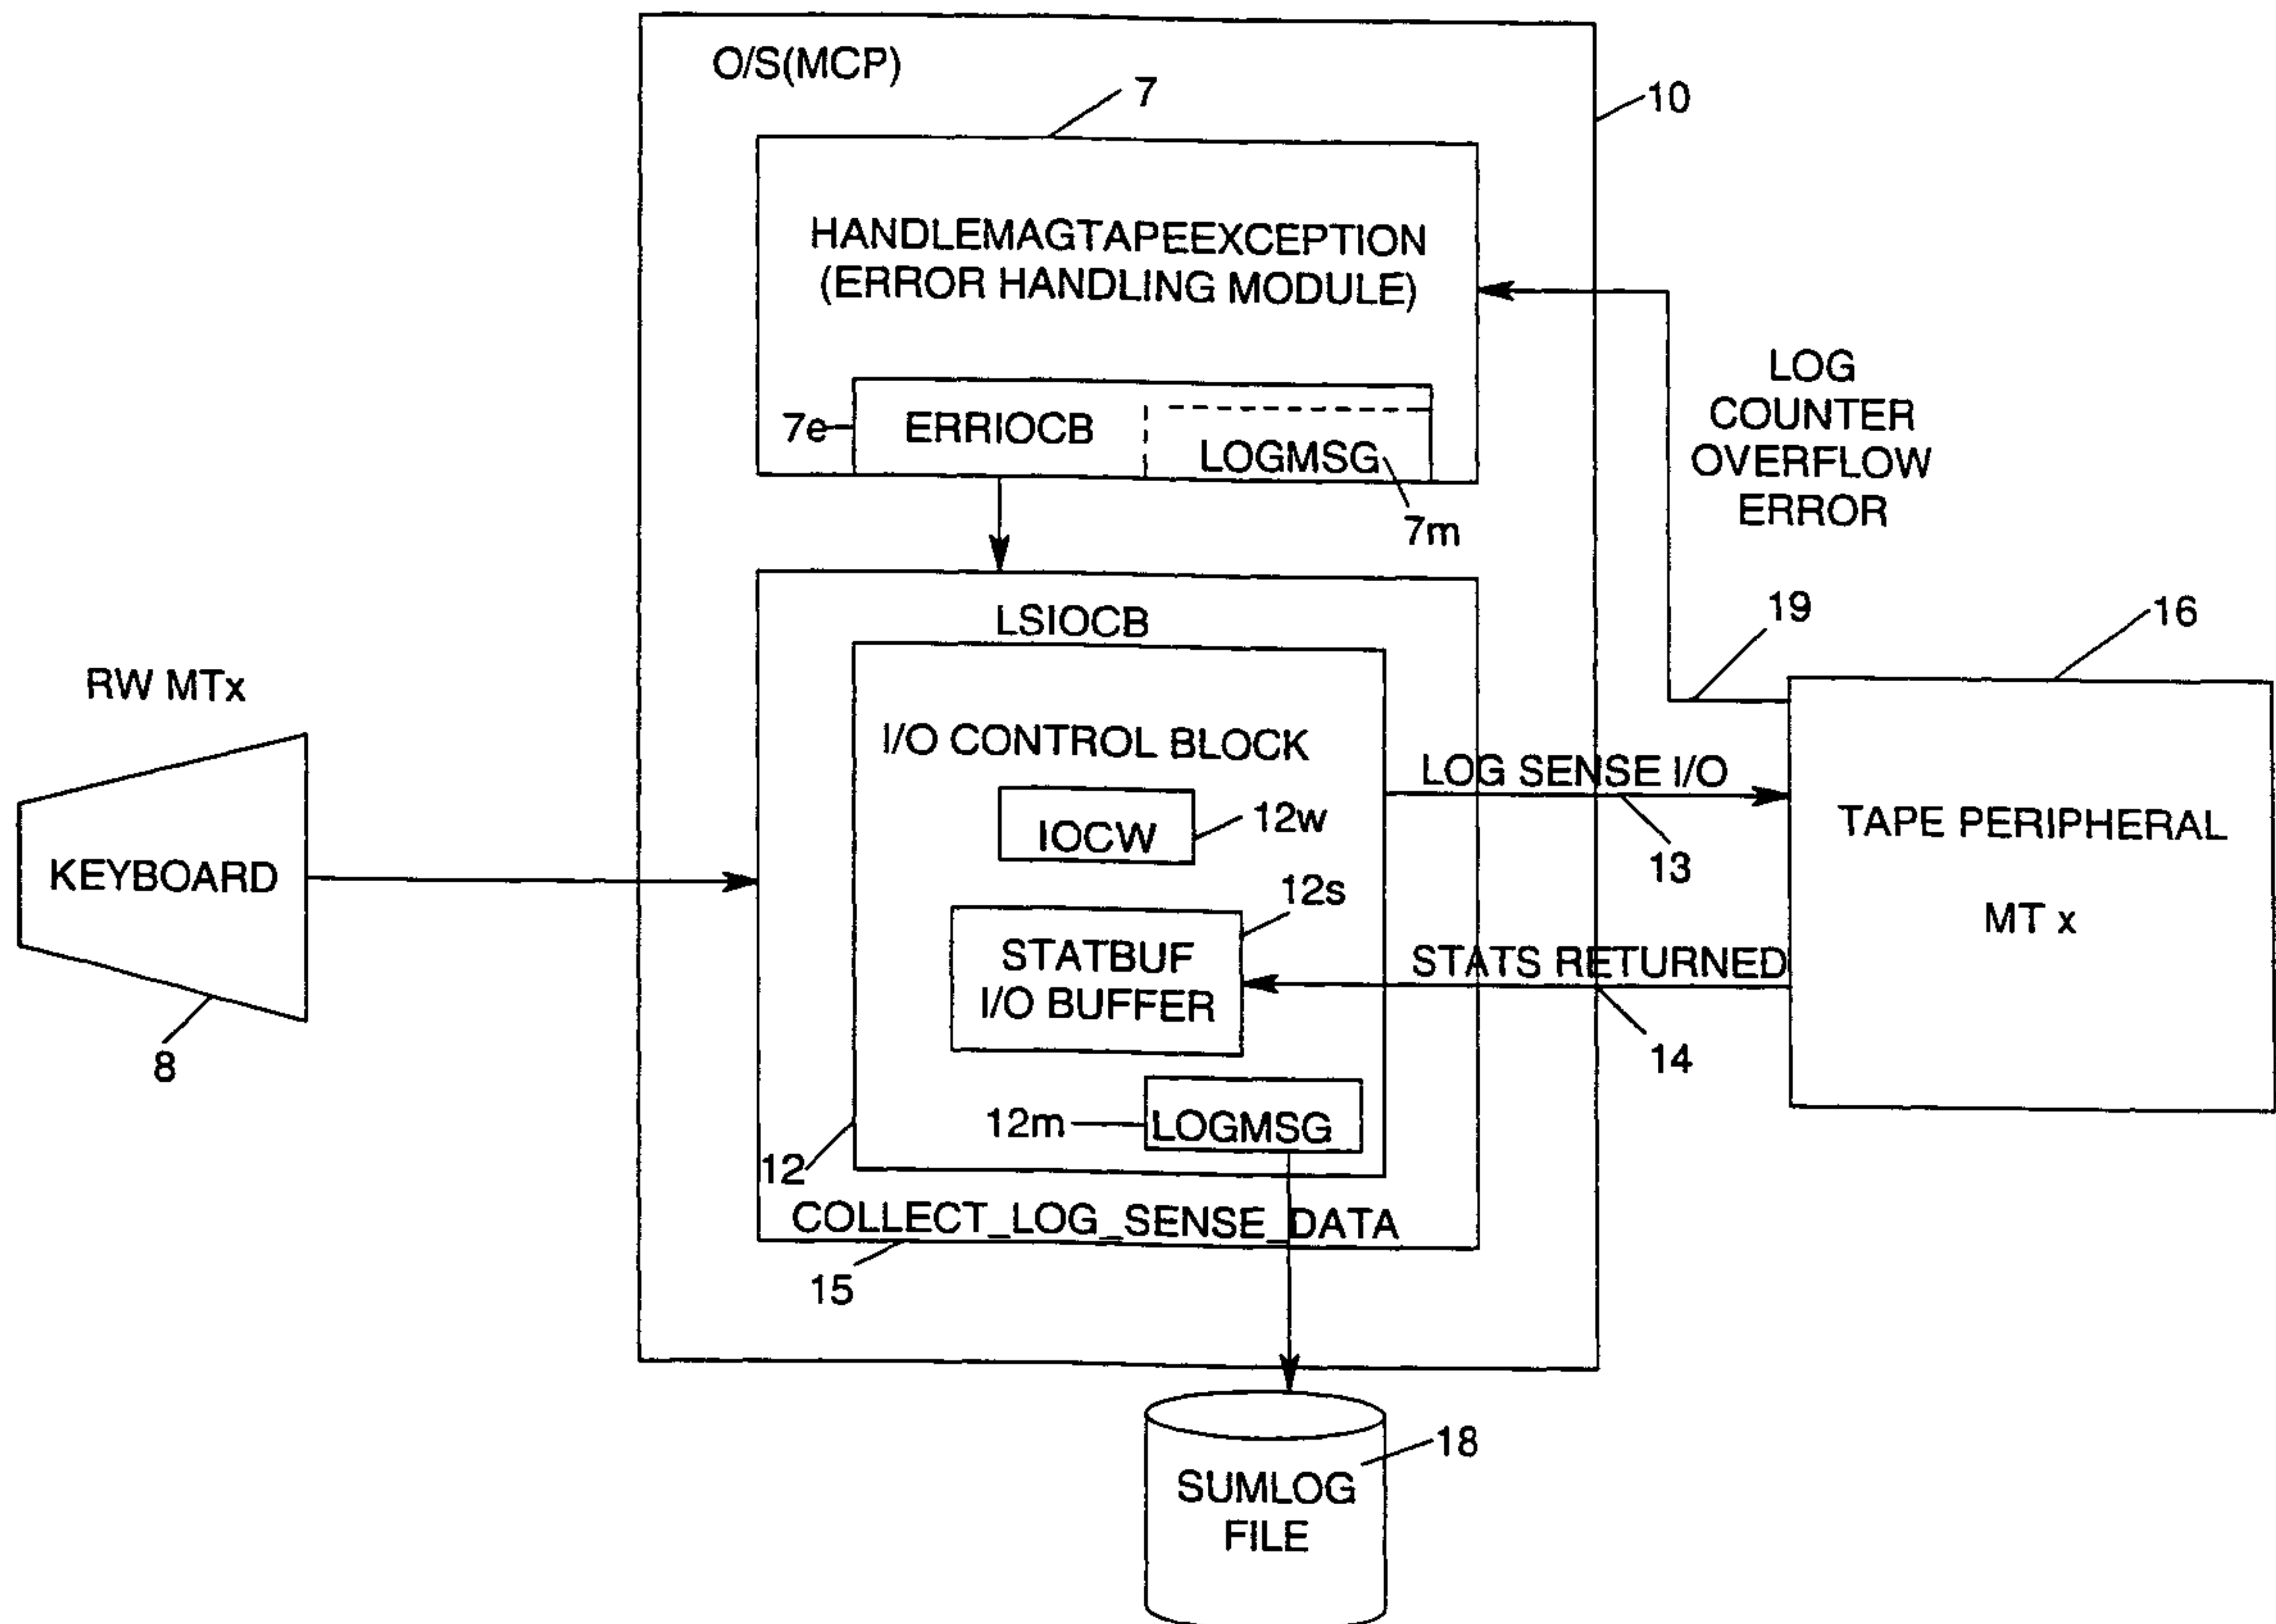 O/S(MCP)
7
10
HANDLEMAGTAPEEXCEPTION
(ERROR HANDLING MODULE)
LOG
COUNTER
OVERFLOW
ERROR
7e
ERRIOCB
LOGMSG
7m
LSIOCB
19
16
RW MTx
I/O CONTROL BLOCK
LOG SENSE I/O
IOCW
12w
13
TAPE PERIPHERAL
MT x
KEYBOARD
8
12s
STATBUF
I/O BUFFER
STATS RETURNED
14
12m
LOGMSG
12
COLLECT_LOG_SENSE_DATA
15
18
SUMLOG
FILE